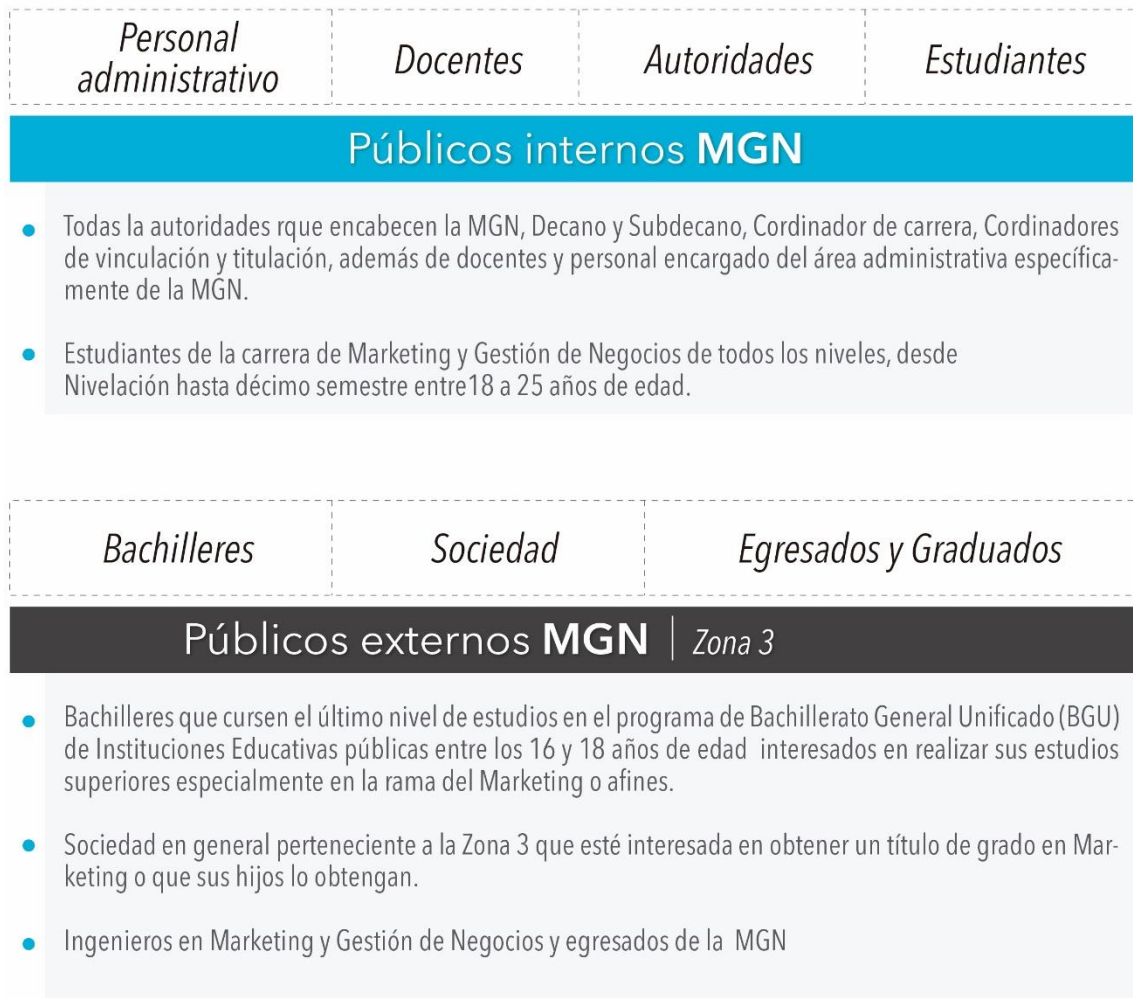 Personal
administrativo
Docentes
Autoridades
Estudiantes
Públicos internos MGN
Todas la autoridades rque encabecen la MGN, Decano y Subdecano, Cordinador de carrera, Cordinadores
de vinculación y titulación, además de docentes y personal encargado del área administrativa específica-
mente de la MGN.
Estudiantes de la carrera de Marketing y Gestión de Negocios de todos los niveles, desde
Nivelación hasta décimo semestre entre18 a 25 años de edad.
Bachilleres
Sociedad
Egresados y Graduados
Públicos externos MGN | Zona 3
Bachilleres que cursen el último nivel de estudios en el programa de Bachillerato General Unificado (BGU)
de Instituciones Educativas públicas entre los 16 y 18 años de edad interesados en realizar sus estudios
superiores especialmente en la rama del Marketing o afines.
Sociedad en general perteneciente a la Zona 3 que esté interesada en obtener un título de grado en Mar-
keting o que sus hijos lo obtengan.
Ingenieros en Marketing y Gestión de Negocios y egresados de la MGN